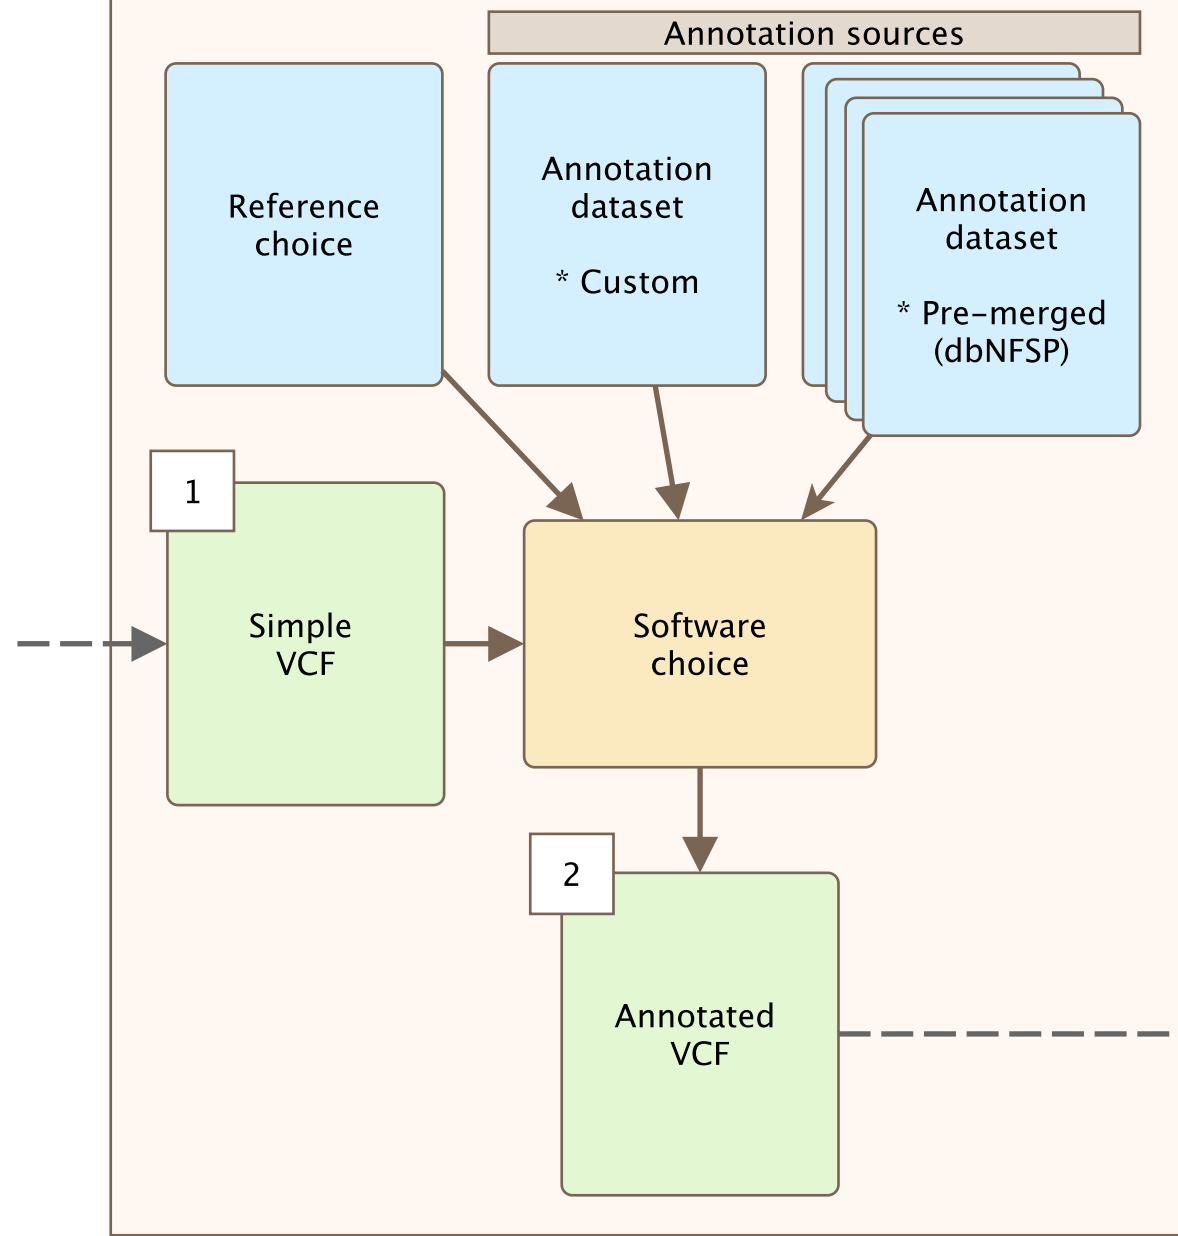 Annotation sources
Reference
choice
Annotation
dataset
* Custom
Annotation
dataset
* Pre-merged
(dbNFSP)
1
Simple
VCF
Software
choice
2
Annotated
VCF